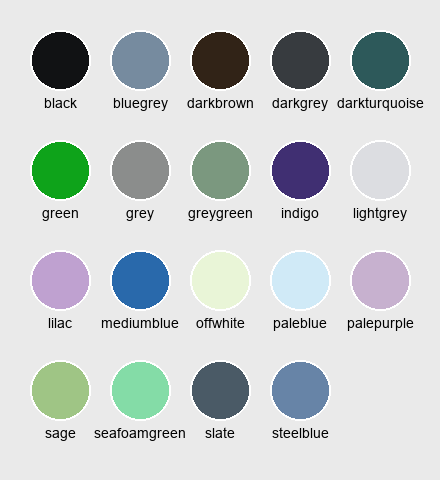 black bluegrey darkbrown darkgrey darkturquoise
green grey greygreen indigo lightgrey
lilac mediumblue offwhite paleblue palepurple
sage seafoamgreen slate steelblue